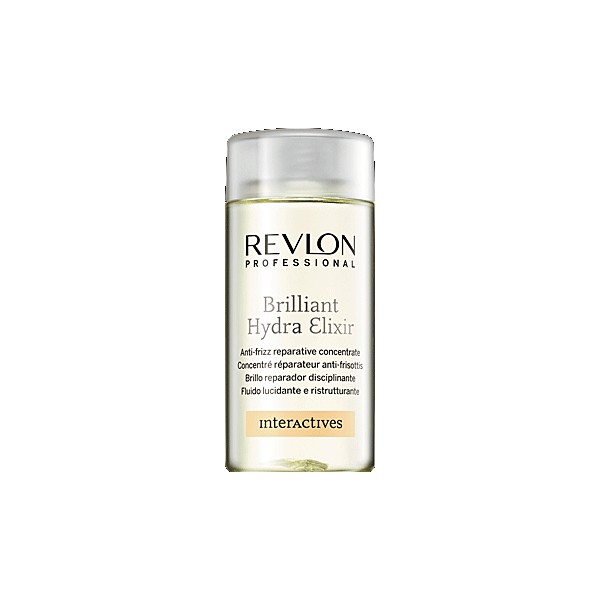 REVLON
PROFESSIONAL
Brilliant
Hydra Elixir
Anti-frizz reparative concentrate
Concentré réparateur anti-frisottis
Brillo reparador disciplinante
Fluido lucidante e ristrutturante
interactives